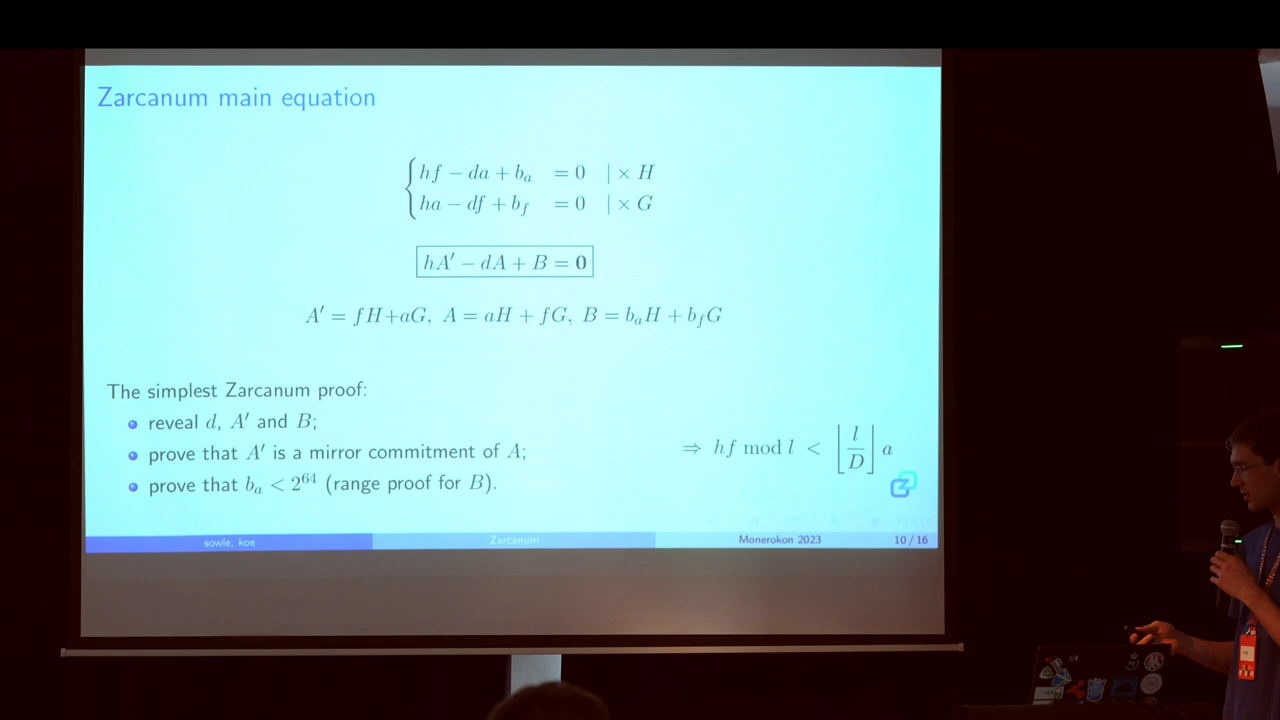 Zarcanum main equation
hf − da + b_a = 0 | × H
ha − df + b_f = 0 | × G
hA′ − dA + B = 0
A′ = fH+aG, A = aH + fG, B = b_aH + b_fG
The simplest Zarcanum proof:
reveal d, A′ and B;
prove that A′ is a mirror commitment of A;
prove that b_a < 2^64 (range proof for B).
⇒ hf mod l < ⌊l/D⌋ a
sowle, koe Zarcanum Monerokon 2023 10 / 16